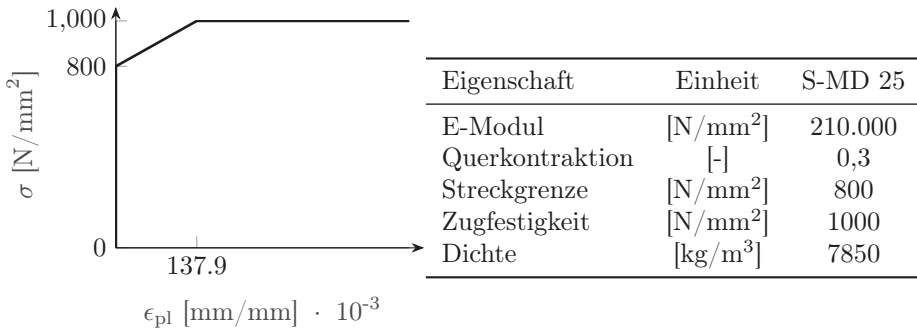 1,000
800
0
137.9
σ [N/mm²]
ϵpl [mm/mm] · 10⁻³
Eigenschaft Einheit S-MD 25
E-Modul [N/mm²] 210.000
Querkontraktion [-] 0,3
Streckgrenze [N/mm²] 800
Zugfestigkeit [N/mm²] 1000
Dichte [kg/m³] 7850